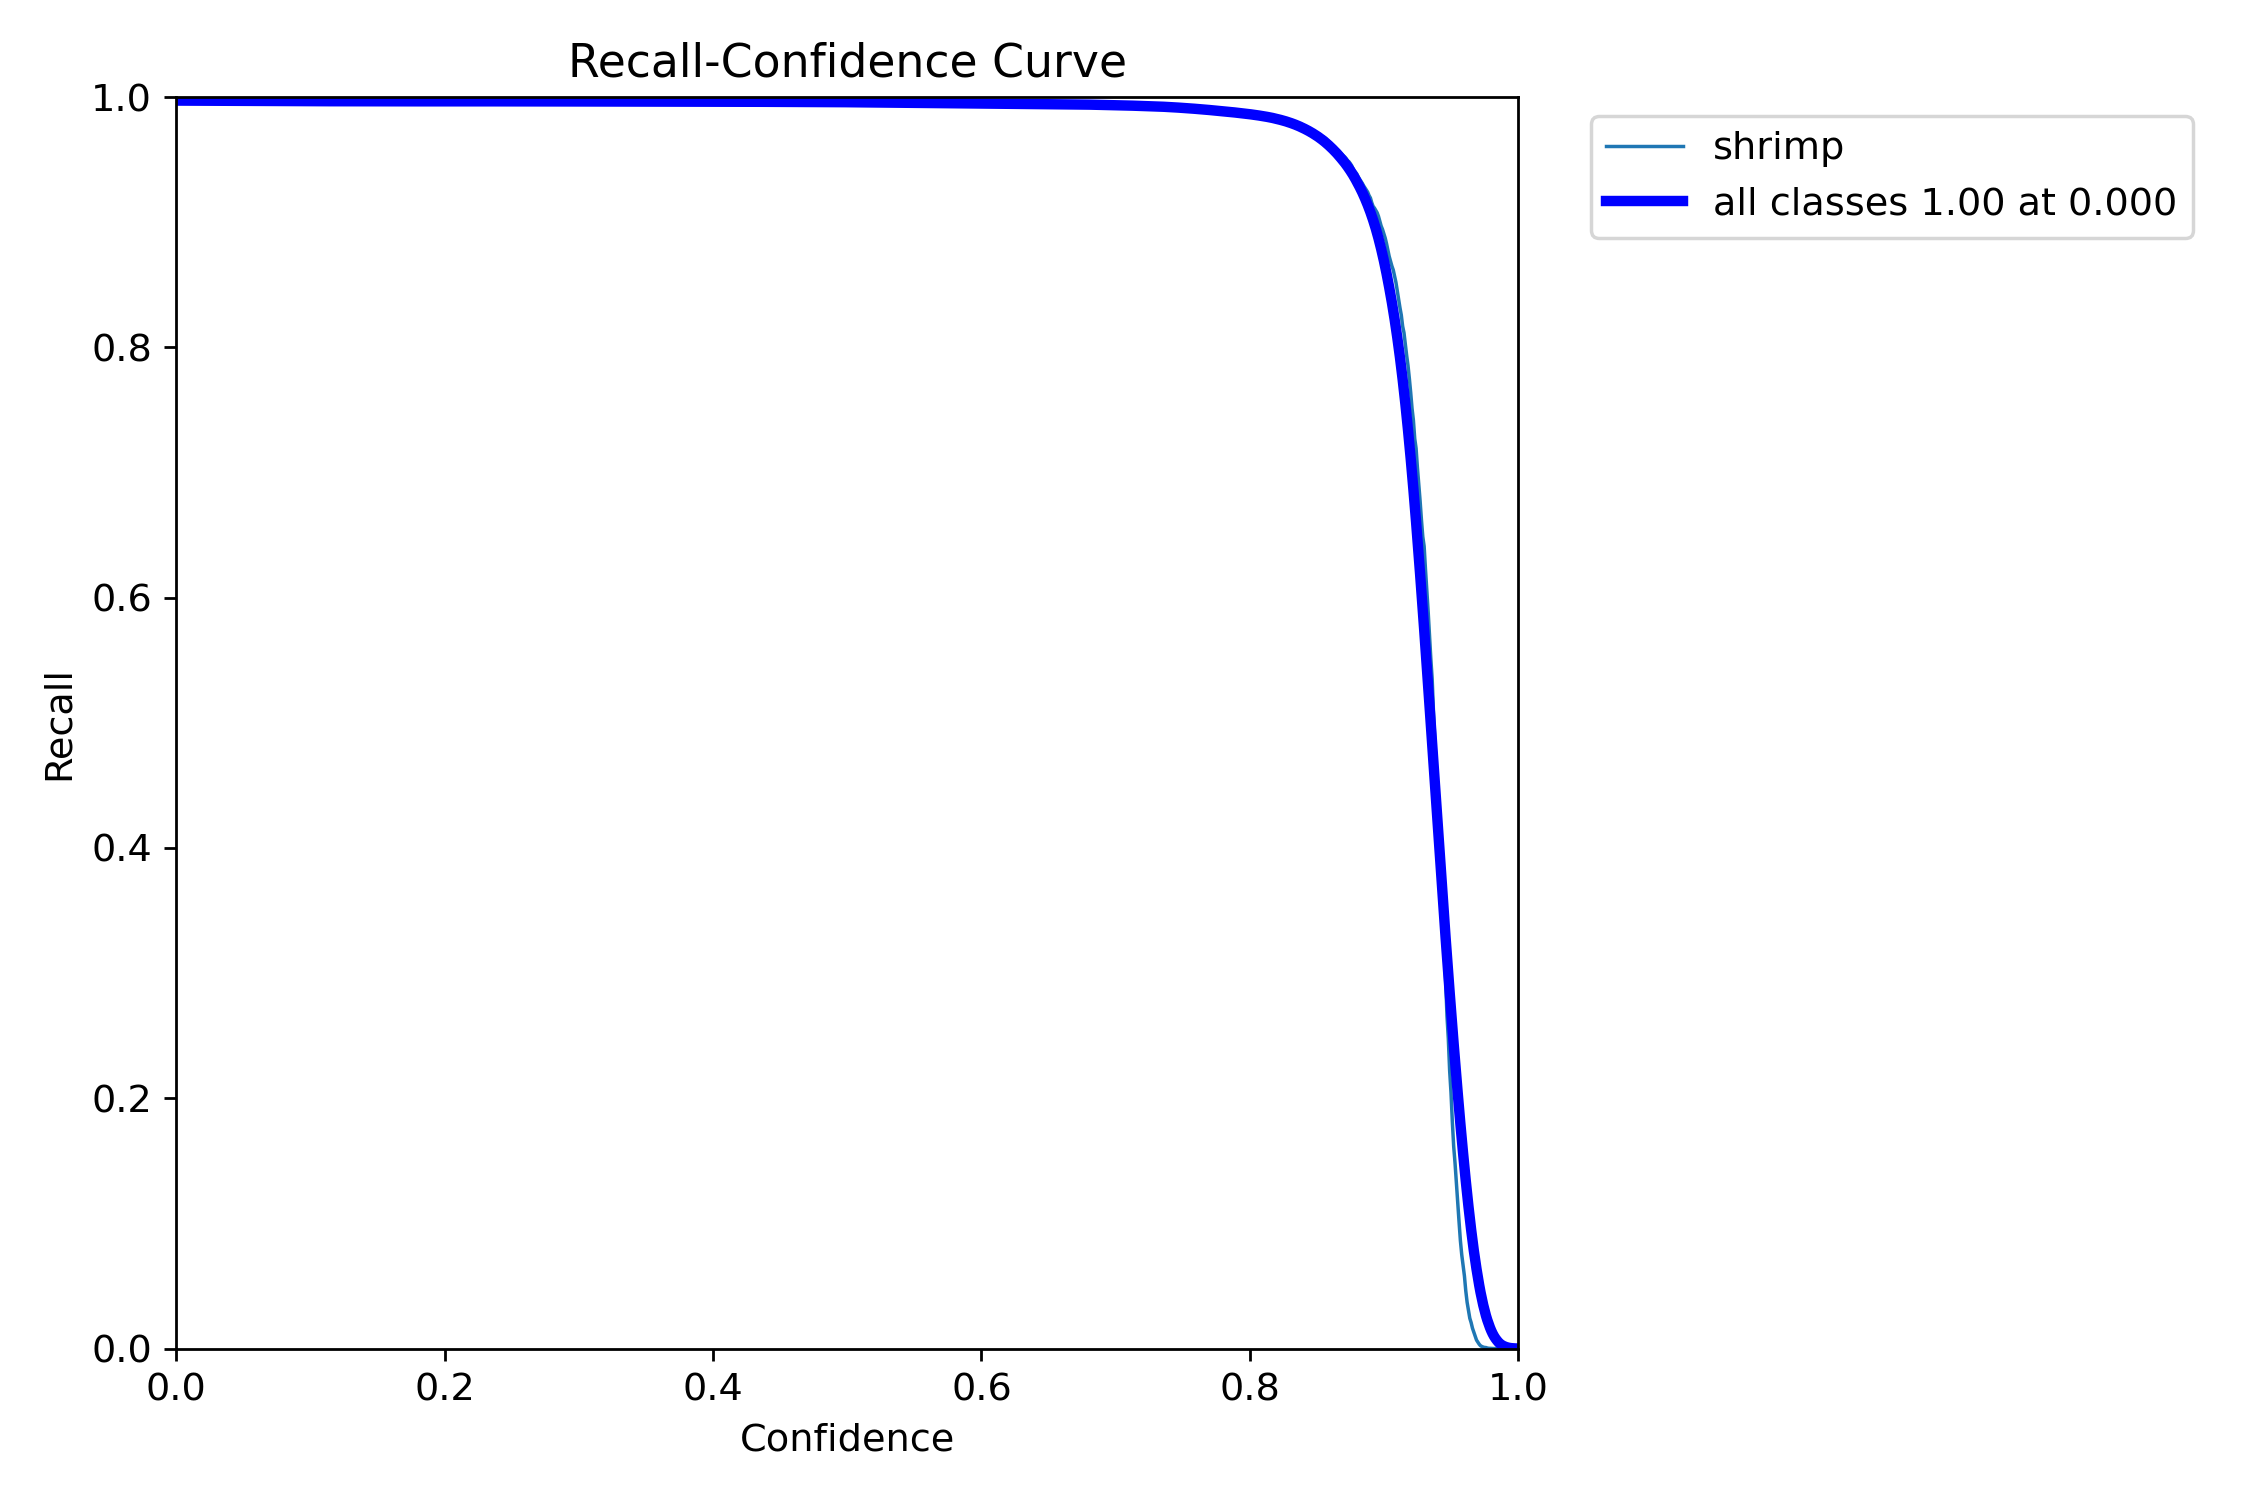 Recall-Confidence Curve
1.0
0.8
0.6
0.4
0.2
0.0
Recall
0.0 0.2 0.4 0.6 0.8 1.0
Confidence
shrimp
all classes 1.00 at 0.000